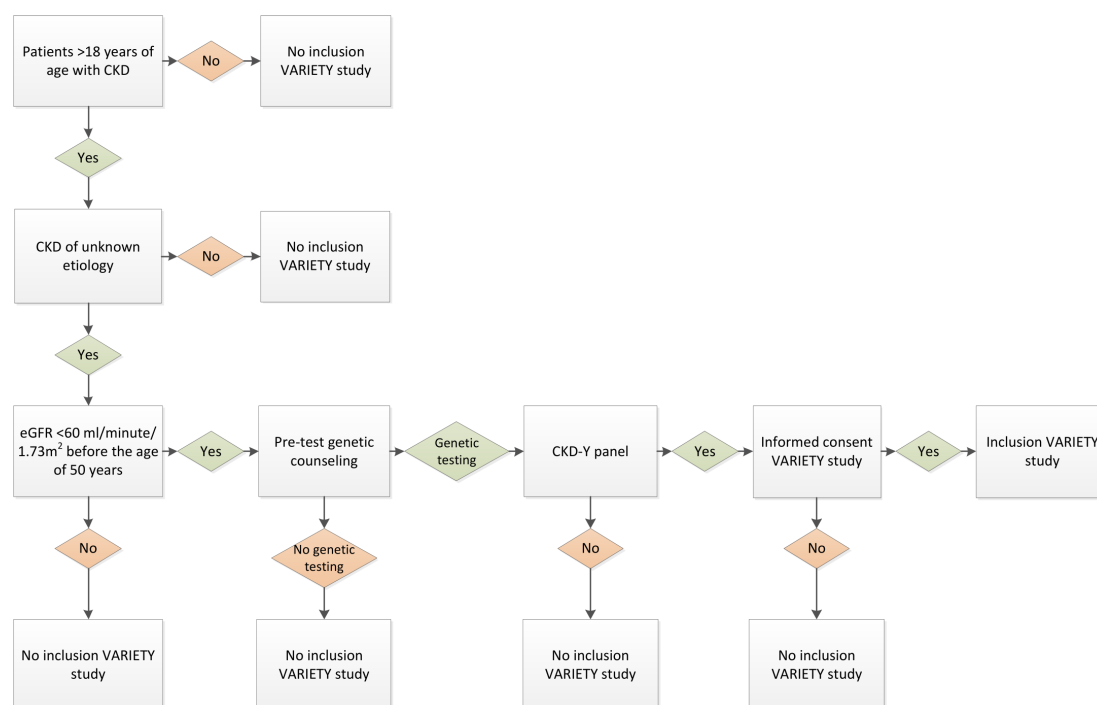 Patients >18 years of
age with CKD
No
No inclusion
VARIETY study
Yes
CKD of unknown
etiology
No
No inclusion
VARIETY study
Yes
eGFR <60 ml/minute/
1.73m² before the age
of 50 years
Yes
Pre-test genetic
counseling
Genetic
testing
CKD-Y panel
Yes
Informed consent
VARIETY study
Yes
Inclusion VARIETY
study
No
No genetic
testing
No
No
No inclusion VARIETY
study
No inclusion
VARIETY study
No inclusion
VARIETY study
No inclusion
VARIETY study